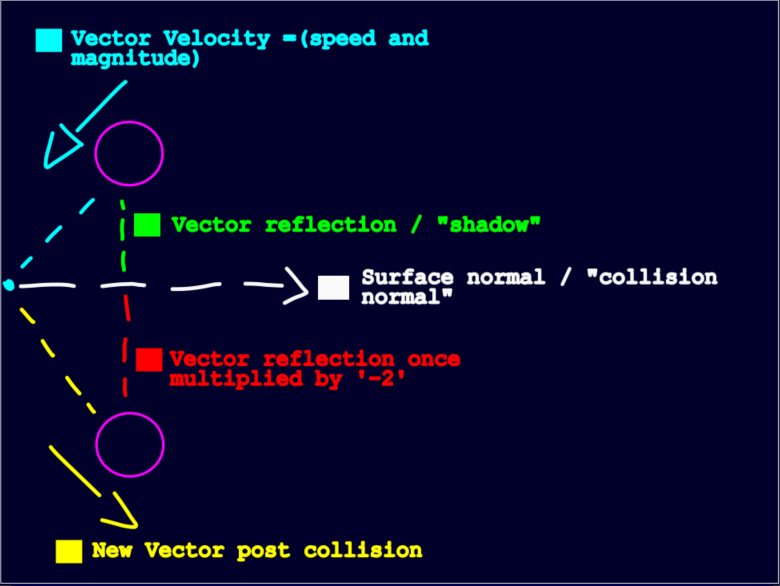 Vector Velocity =(speed and
magnitude)
Vector reflection / "shadow"
Surface normal / "collision
normal"
Vector reflection once
multiplied by '-2'
New Vector post collision